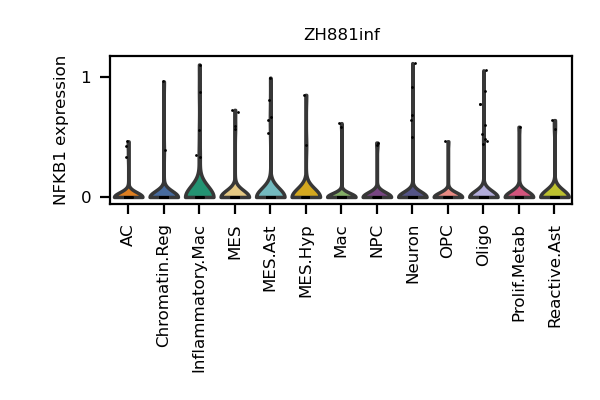 ZH881inf
NFKB1 expression
1
0
AC
Chromatin.Reg
Inflammatory.Mac
MES
MES.Ast
MES.Hyp
Mac
NPC
Neuron
OPC
Oligo
Prolif.Metab
Reactive.Ast